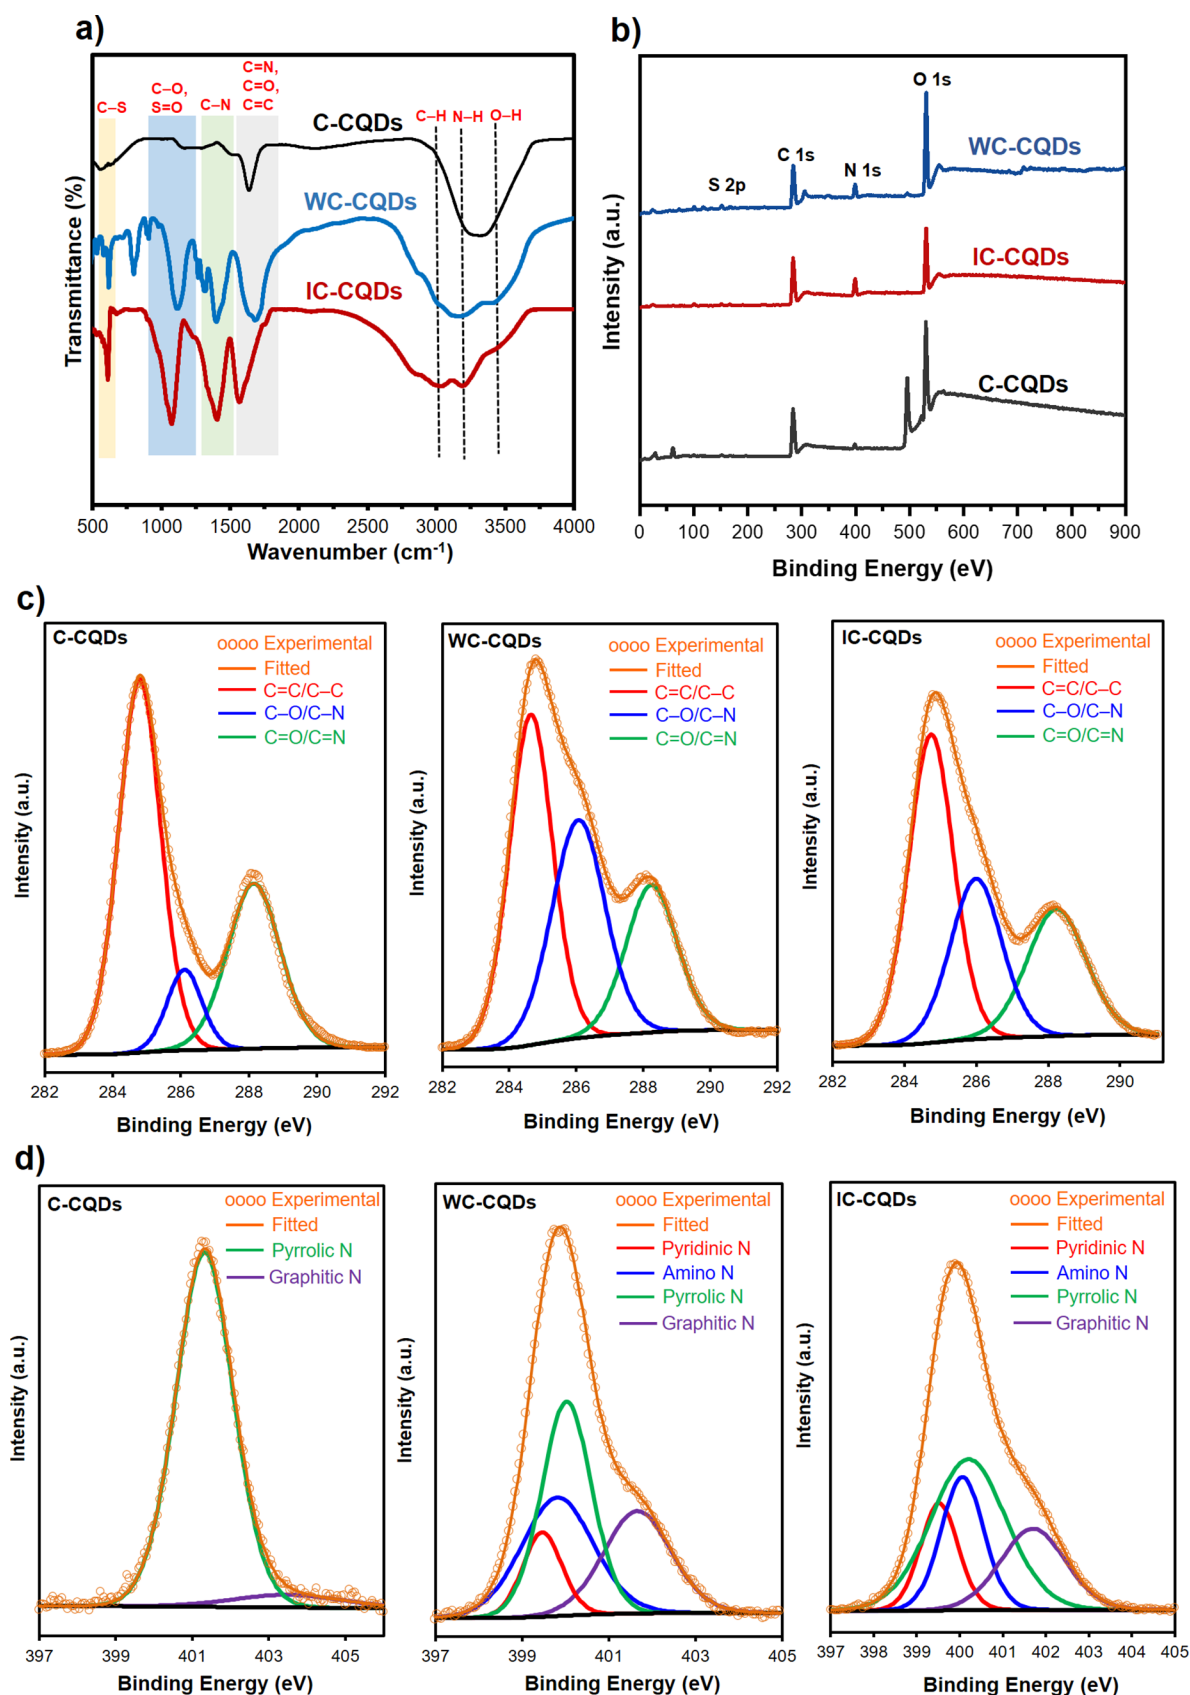 a)
C=N,
C–O, C=O,
C–S S=O C–N C=C
C–H N–H O–H
C-CQDs
WC-CQDs
IC-CQDs
Transmittance (%)
500 1000 1500 2000 2500 3000 3500 4000
Wavenumber (cm-1)
b)
O 1s
C 1s
WC-CQDs
N 1s
S 2p
IC-CQDs
C-CQDs
Intensity (a.u.)
0 100 200 300 400 500 600 700 800 900
Binding Energy (eV)
c)
C-CQDs
oooo Experimental
Fitted
C=C/C–C
C–O/C–N
C=O/C=N
Intensity (a.u.)
282 284 286 288 290 292
Binding Energy (eV)
WC-CQDs
oooo Experimental
Fitted
C=C/C–C
C–O/C–N
C=O/C=N
Intensity (a.u.)
282 284 286 288 290 292
Binding Energy (eV)
IC-CQDs
oooo Experimental
Fitted
C=C/C–C
C–O/C–N
C=O/C=N
Intensity (a.u.)
282 284 286 288 290
Binding Energy (eV)
d)
C-CQDs
oooo Experimental
Fitted
Pyrrolic N
Graphitic N
Intensity (a.u.)
397 399 401 403 405
Binding Energy (eV)
WC-CQDs
oooo Experimental
Fitted
Pyridinic N
Amino N
Pyrrolic N
Graphitic N
Intensity (a.u.)
397 399 401 403 405
Binding Energy (eV)
IC-CQDs
oooo Experimental
Fitted
Pyridinic N
Amino N
Pyrrolic N
Graphitic N
Intensity (a.u.)
397 398 399 400 401 402 403 404 405
Binding Energy (eV)